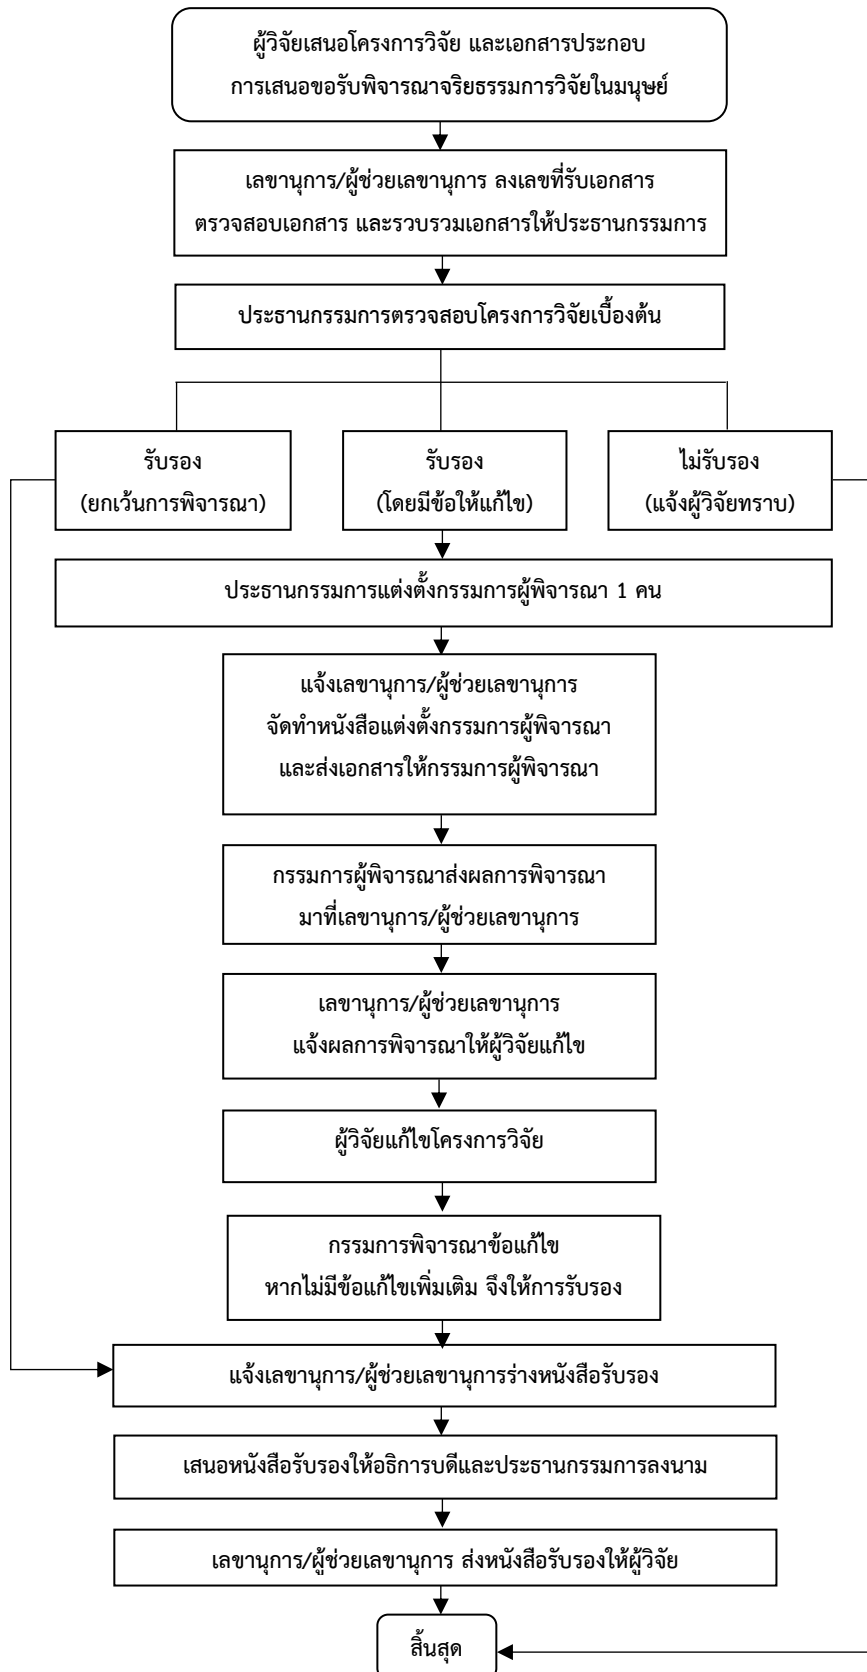 ผู้วิจัยเสนอโครงการวิจัย และเอกสารประกอบ
การเสนอขอรับพิจารณาจริยธรรมการวิจัยในมนุษย์
เลขานุการ/ผู้ช่วยเลขานุการ ลงเลขที่รับเอกสาร
ตรวจสอบเอกสาร และรวบรวมเอกสารให้ประธานกรรมการ
ประธานกรรมการตรวจสอบโครงการวิจัยเบื้องต้น
รับรอง
(ยกเว้นการพิจารณา)
รับรอง
(โดยมีข้อให้แก้ไข)
ไม่รับรอง
(แจ้งผู้วิจัยทราบ)
ประธานกรรมการแต่งตั้งกรรมการผู้พิจารณา 1 คน
แจ้งเลขานุการ/ผู้ช่วยเลขานุการ
จัดทำหนังสือแต่งตั้งกรรมการผู้พิจารณา
และส่งเอกสารให้กรรมการผู้พิจารณา
กรรมการผู้พิจารณาส่งผลการพิจารณา
มาที่เลขานุการ/ผู้ช่วยเลขานุการ
เลขานุการ/ผู้ช่วยเลขานุการ
แจ้งผลการพิจารณาให้ผู้วิจัยแก้ไข
ผู้วิจัยแก้ไขโครงการวิจัย
กรรมการพิจารณาข้อแก้ไข
หากไม่มีข้อแก้ไขเพิ่มเติม จึงให้การรับรอง
แจ้งเลขานุการ/ผู้ช่วยเลขานุการร่างหนังสือรับรอง
เสนอหนังสือรับรองให้อธิการบดีและประธานกรรมการลงนาม
เลขานุการ/ผู้ช่วยเลขานุการ ส่งหนังสือรับรองให้ผู้วิจัย
สิ้นสุด